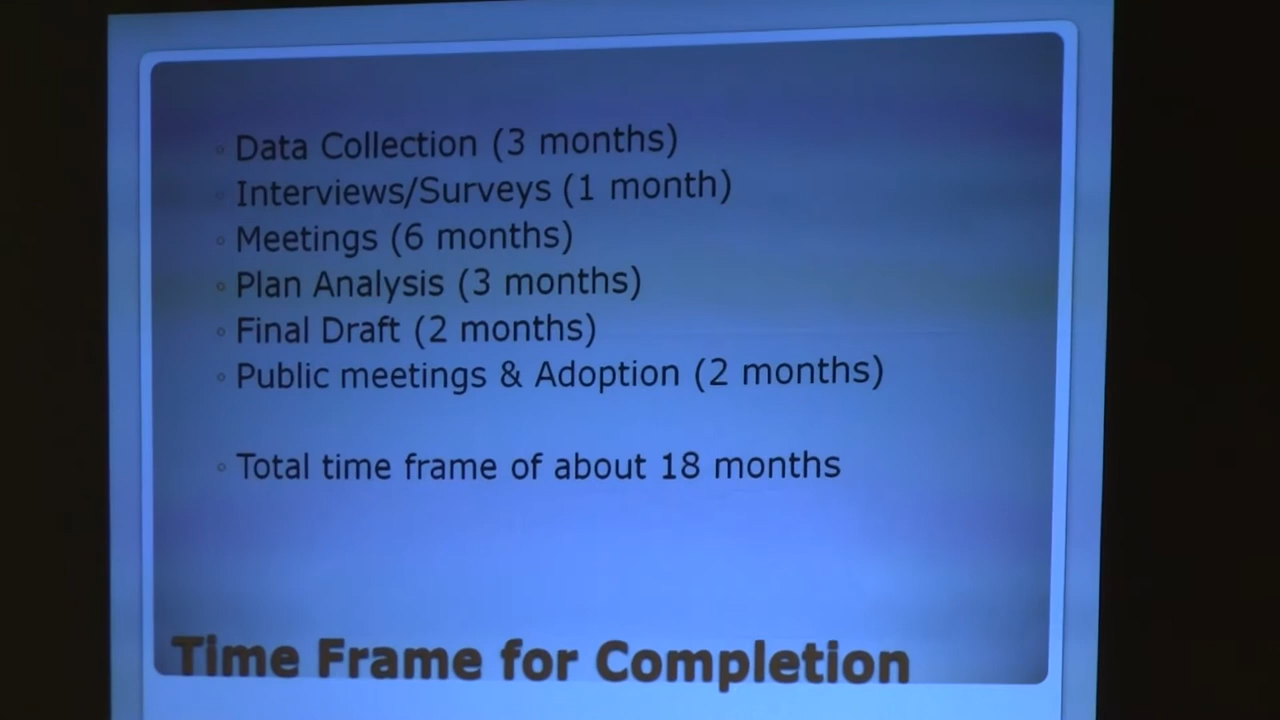 Data Collection (3 months)
Interviews/Surveys (1 month)
Meetings (6 months)
Plan Analysis (3 months)
Final Draft (2 months)
Public meetings & Adoption (2 months)
Total time frame of about 18 months
Time Frame for Completion